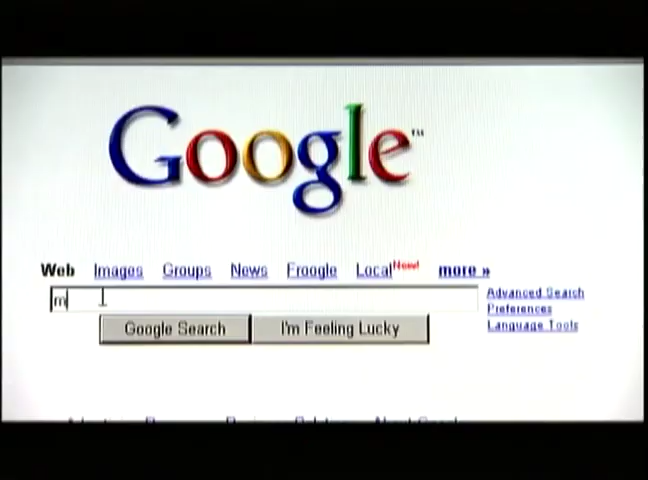 Google™
Web Images Groups News Froogle Local New! more »
m
Advanced Search
Preferences
Language Tools
Google Search I'm Feeling Lucky